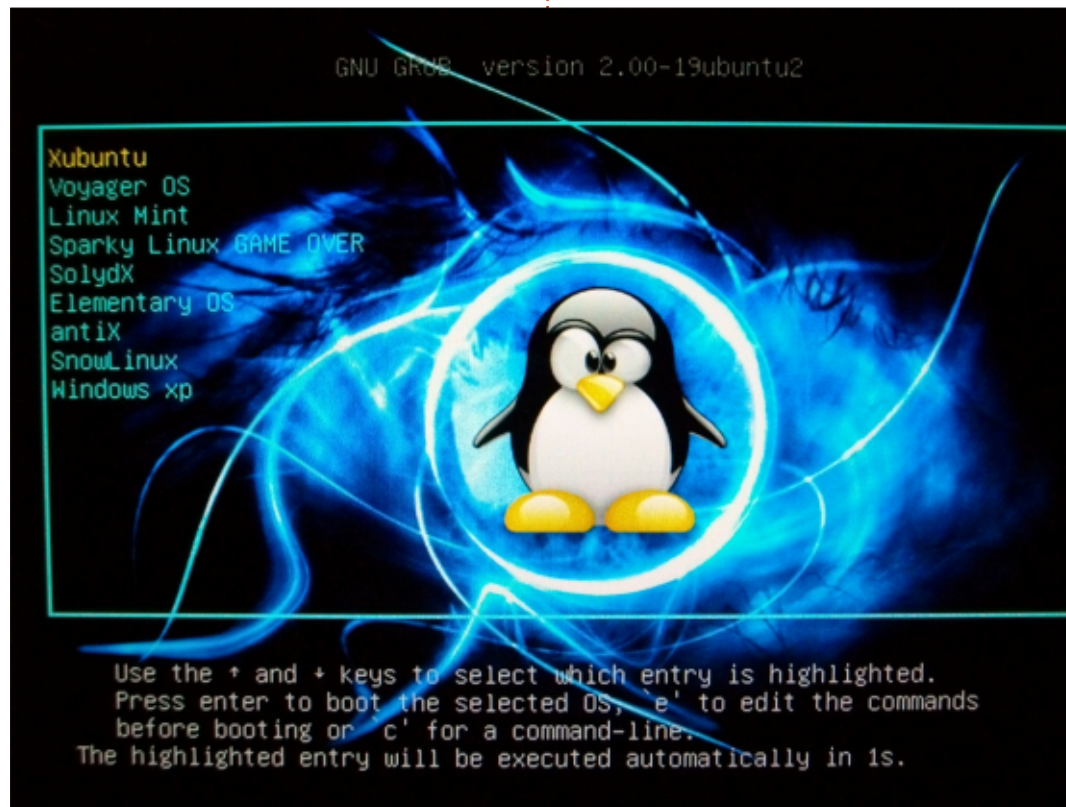 GNU GRUB version 2.00-19ubuntu2
Xubuntu
Voyager OS
Linux Mint
Sparky Linux GAME OVER
SolydX
Elementary OS
antiX
SnowLinux
Windows xp
Use the ↑ and ↓ keys to select which entry is highlighted.
Press enter to boot the selected OS, `e' to edit the commands
before booting or `c' for a command-line.
The highlighted entry will be executed automatically in 1s.